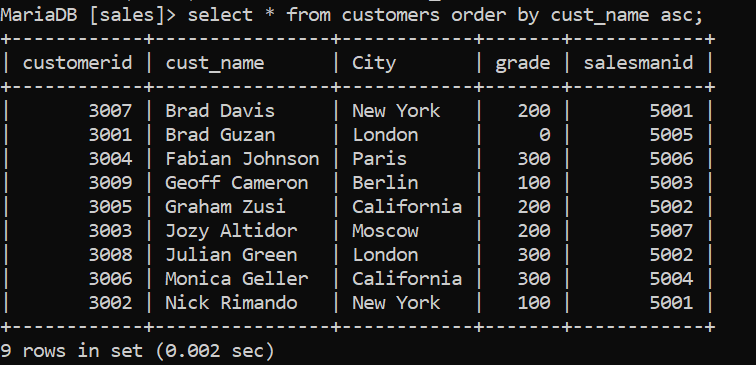 MariaDB [sales]> select * from customers order by cust_name asc;
+------------+----------------+------------+-------+------------+
| customerid | cust_name      | City       | grade | salesmanid |
+------------+----------------+------------+-------+------------+
|       3007 | Brad Davis     | New York   |   200 |       5001 |
|       3001 | Brad Guzan     | London     |     0 |       5005 |
|       3004 | Fabian Johnson | Paris      |   300 |       5006 |
|       3009 | Geoff Cameron  | Berlin     |   100 |       5003 |
|       3005 | Graham Zusi    | California |   200 |       5002 |
|       3003 | Jozy Altidor   | Moscow     |   200 |       5007 |
|       3008 | Julian Green   | London     |   300 |       5002 |
|       3006 | Monica Geller  | California |   300 |       5004 |
|       3002 | Nick Rimando   | New York   |   100 |       5001 |
+------------+----------------+------------+-------+------------+
9 rows in set (0.002 sec)